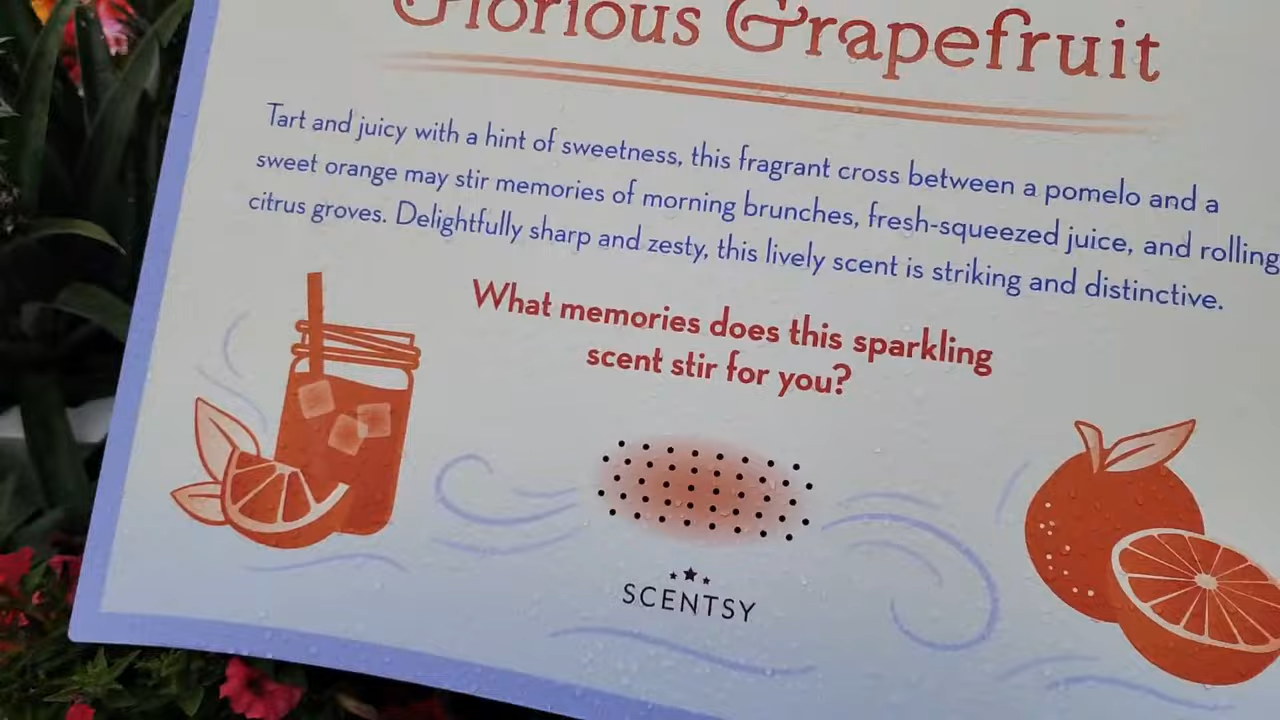 Glorious Grapefruit
Tart and juicy with a hint of sweetness, this fragrant cross between a pomelo and a
sweet orange may stir memories of morning brunches, fresh-squeezed juice, and rolling
citrus groves. Delightfully sharp and zesty, this lively scent is striking and distinctive.
What memories does this sparkling
scent stir for you?
SCENTSY